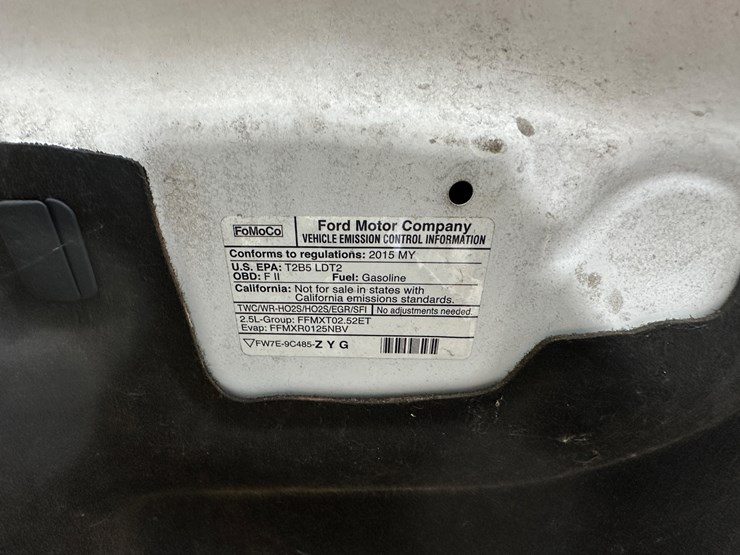 FoMoCo
Ford Motor Company
VEHICLE EMISSION CONTROL INFORMATION
Conforms to regulations: 2015 MY
U.S. EPA: T2B5 LDT2
OBD: F II Fuel: Gasoline
California: Not for sale in states with
California emissions standards.
TWC/WR-HO2S/HO2S/EGR/SFI No adjustments needed.
2.5L-Group: FFMXT02.52ET
Evap: FFMXR0125NBV
FW7E-9C485-Z Y G